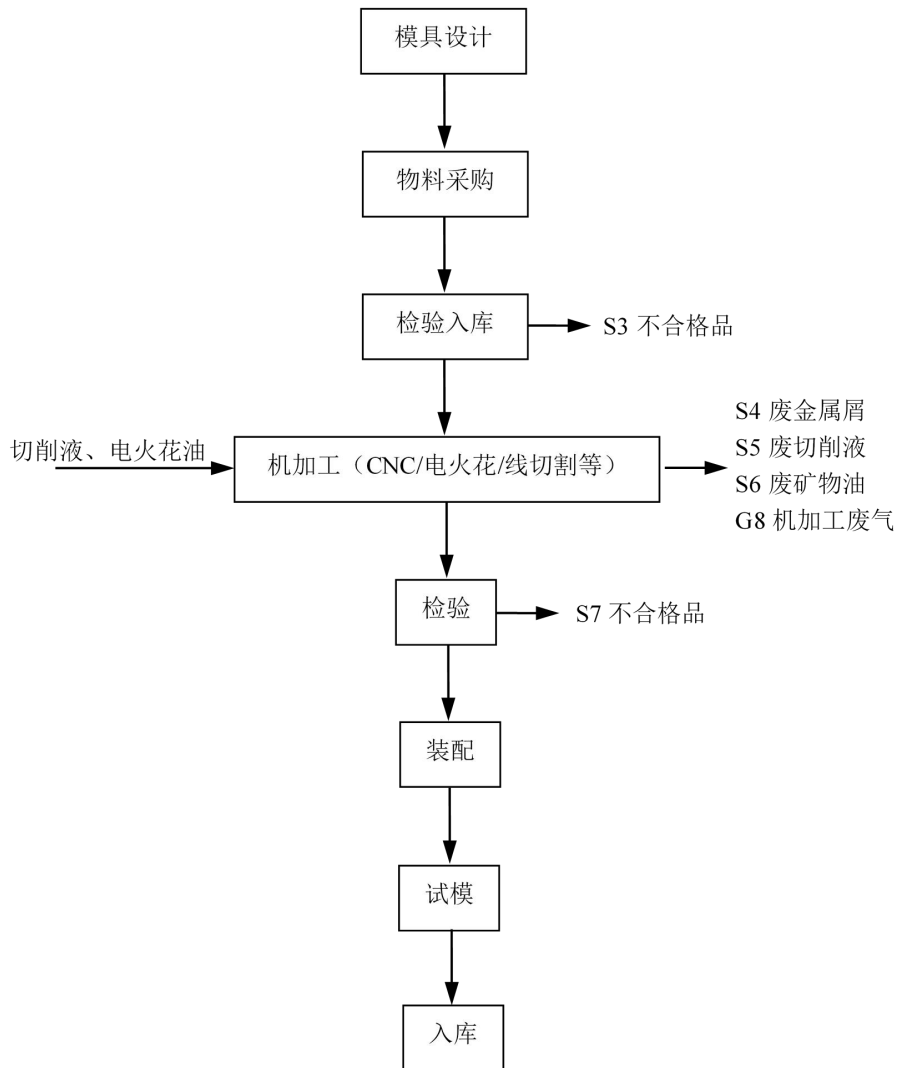 模具设计
物料采购
检验入库
S3 不合格品
切削液、电火花油
机加工（CNC/电火花/线切割等）
S4 废金属屑
S5 废切削液
S6 废矿物油
G8 机加工废气
检验
S7 不合格品
装配
试模
入库